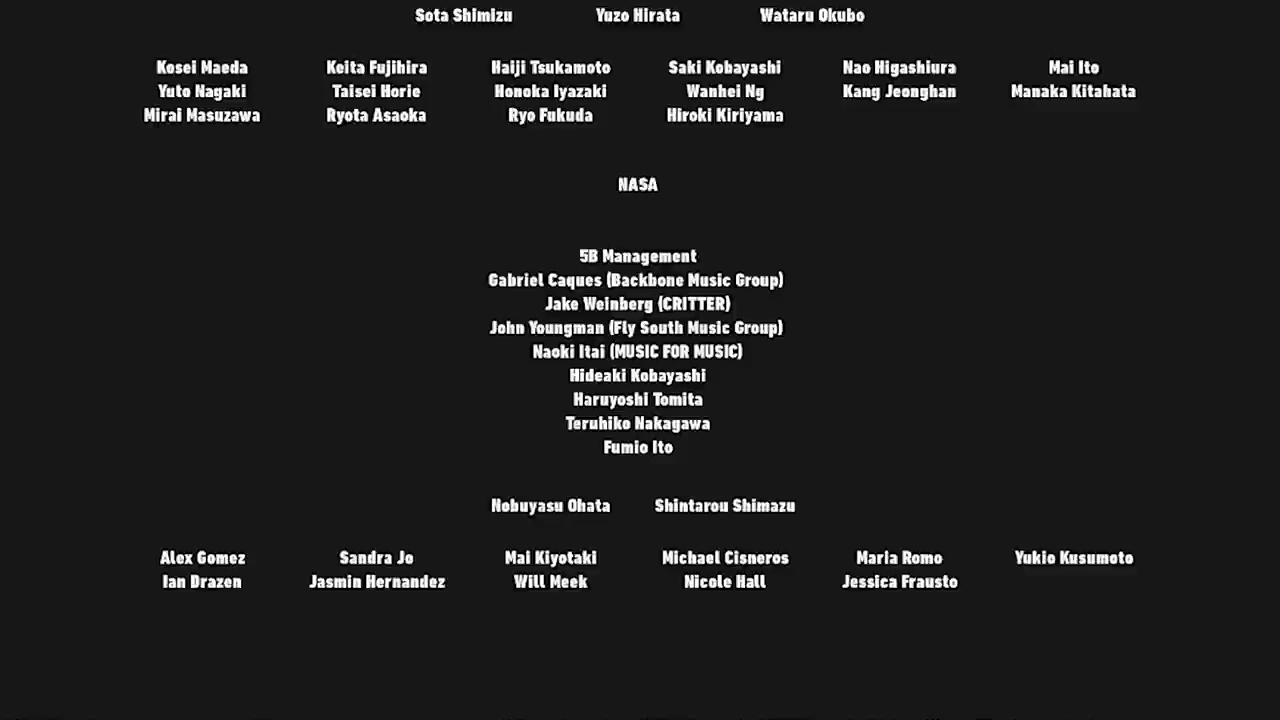 Sota Shimizu Yuzo Hirata Wataru Okubo
Kosei Maeda Keita Fujihira Haiji Tsukamoto Saki Kobayashi Nao Higashiura Mai Ito
Yuto Nagaki Taisei Horie Honoka Iyazaki Wanhei Ng Kang Jeonghan Manaka Kitahata
Mirai Masuzawa Ryota Asaoka Ryo Fukuda Hiroki Kiriyama
NASA
5B Management
Gabriel Caques (Backbone Music Group)
Jake Weinberg (CRITTER)
John Youngman (Fly South Music Group)
Naoki Itai (MUSIC FOR MUSIC)
Hideaki Kobayashi
Haruyoshi Tomita
Teruhiko Nakagawa
Fumio Ito
Nobuyasu Ohata Shintarou Shimazu
Alex Gomez Sandra Jo Mai Kiyotaki Michael Cisneros Maria Romo Yukio Kusumoto
Ian Drazen Jasmin Hernandez Will Meek Nicole Hall Jessica Frausto